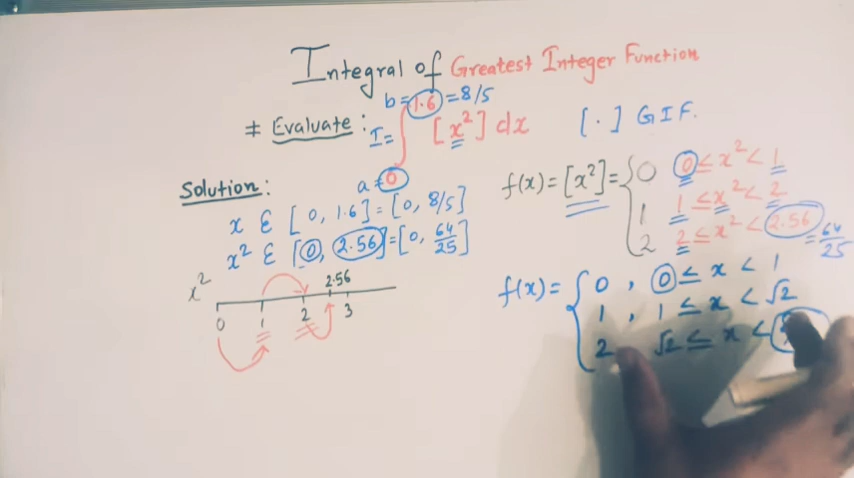 Integral of Greatest Integer Function
b = 1.6 = 8/5
# Evaluate : I = ∫ [x²] dx [ . ] G I F.
a = 0
Solution :
x ∈ [0, 1.6] = [0, 8/5]
x² ∈ [0, 2.56] = [0, 64/25]
f(x) = [x²] = { 0 0 ≤ x² < 1
1 1 ≤ x² < 2
2 2 ≤ x² < 2.56 = 64/25
x² 2.56
0 1 2 3
f(x) = { 0 , 0 ≤ x < 1
1 , 1 ≤ x < √2
2 √2 ≤ x <